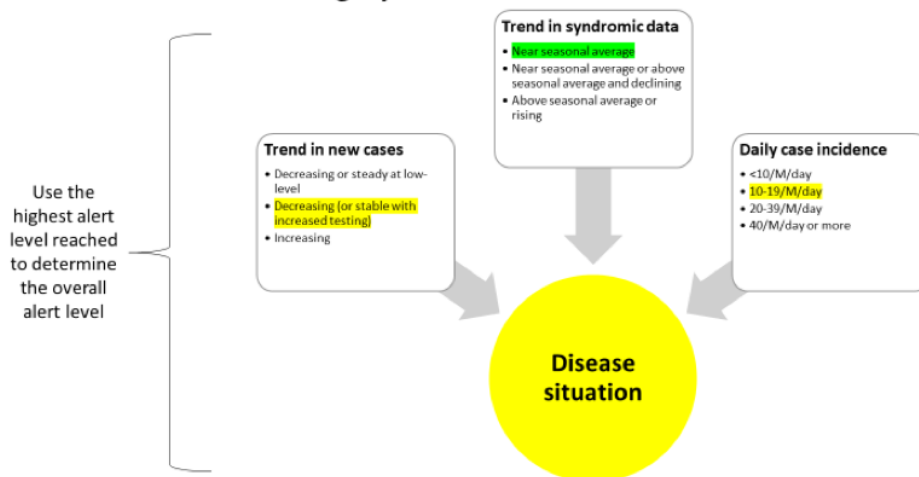 Trend in syndromic data
• Near seasonal average
• Near seasonal average or above
seasonal average and declining
• Above seasonal average or
rising
Trend in new cases
• Decreasing or steady at low-
level
• Decreasing (or stable with
increased testing)
• Increasing
Daily case incidence
• <10/M/day
• 10-19/M/day
• 20-39/M/day
• 40/M/day or more
Use the
highest alert
level reached
to determine
the overall
alert level
Disease
situation